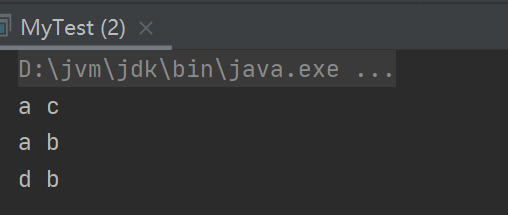 MyTest (2)
D:\jvm\jdk\bin\java.exe ...
a c
a b
d b